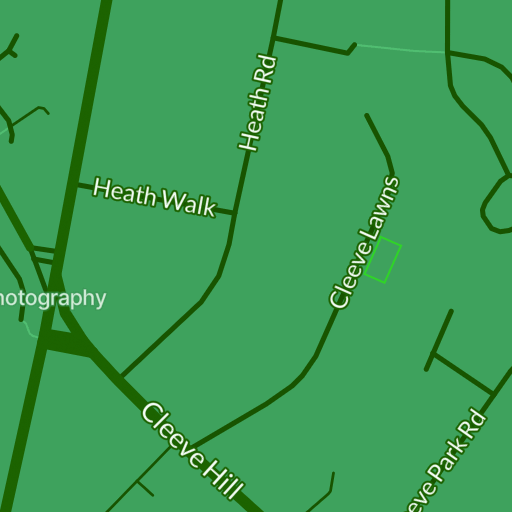 Heath Rd
Heath Walk
Cleeve Lawns
hotography
Cleeve Hill
eve Park Rd